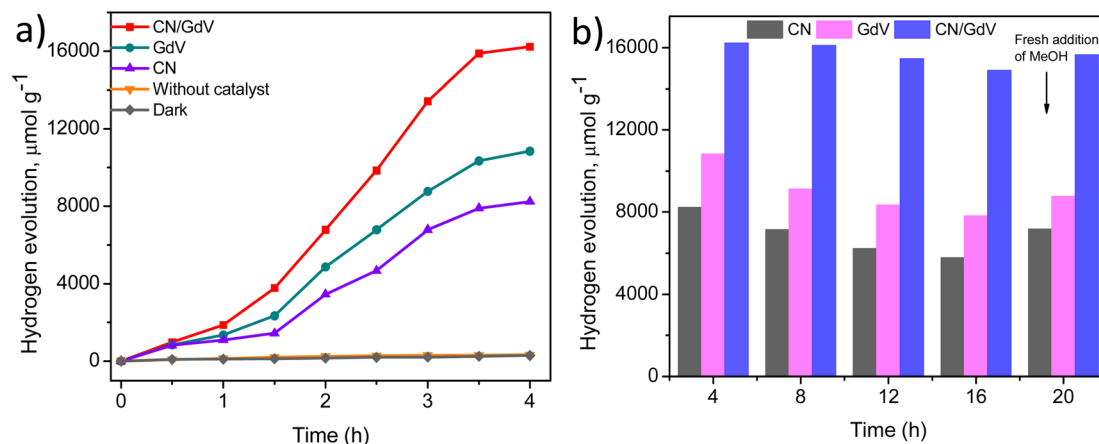 a)
CN/GdV
GdV
CN
Without catalyst
Dark
Hydrogen evolution, μmol g⁻¹
16000
12000
8000
4000
0
0 1 2 3 4
Time (h)
b)
CN GdV CN/GdV
Fresh addition
of MeOH
Hydrogen evolution, μmol g⁻¹
16000
12000
8000
4000
0
4 8 12 16 20
Time (h)